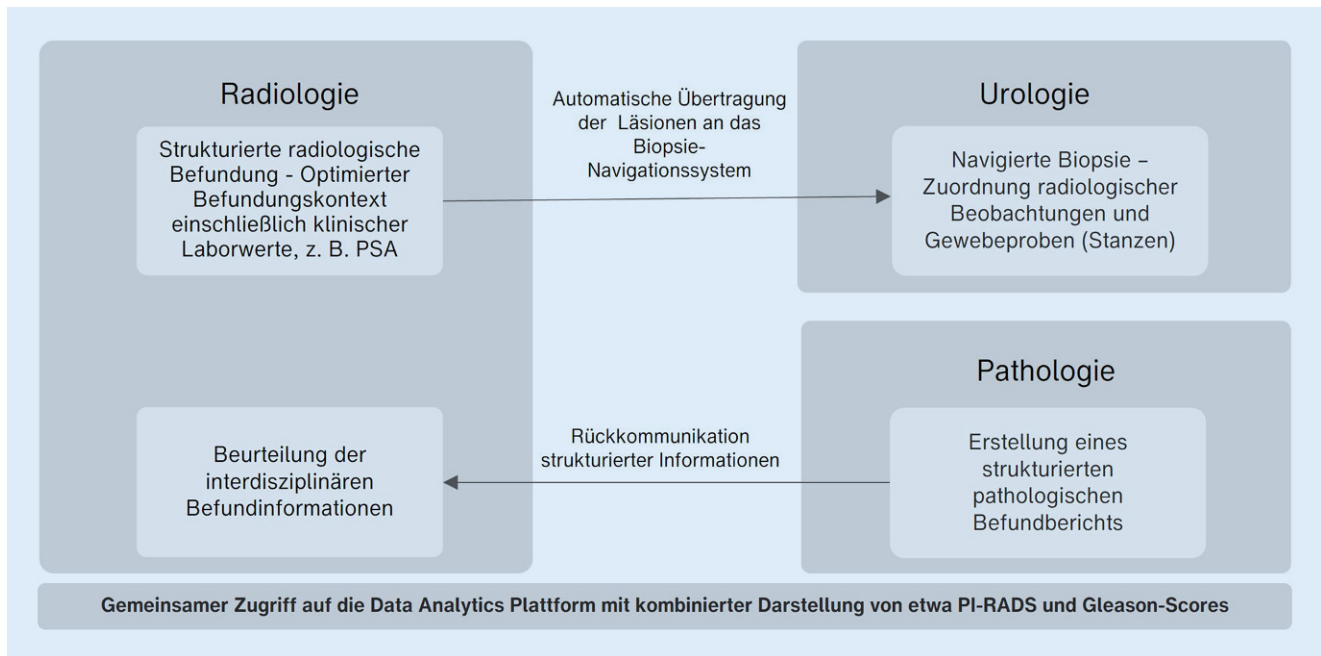 Radiologie
Strukturierte radiologische
Befundung - Optimierter
Befundungskontext
einschließlich klinischer
Laborwerte, z. B. PSA
Automatische Übertragung
der Läsionen an das
Biopsie-
Navigationssystem
Urologie
Navigierte Biopsie –
Zuordnung radiologischer
Beobachtungen und
Gewebeproben (Stanzen)
Pathologie
Erstellung eines
strukturierten
pathologischen
Befundberichts
Rückkommunikation
strukturierter Informationen
Beurteilung der
interdisziplinären
Befundinformationen
Gemeinsamer Zugriff auf die Data Analytics Plattform mit kombinierter Darstellung von etwa PI-RADS und Gleason-Scores